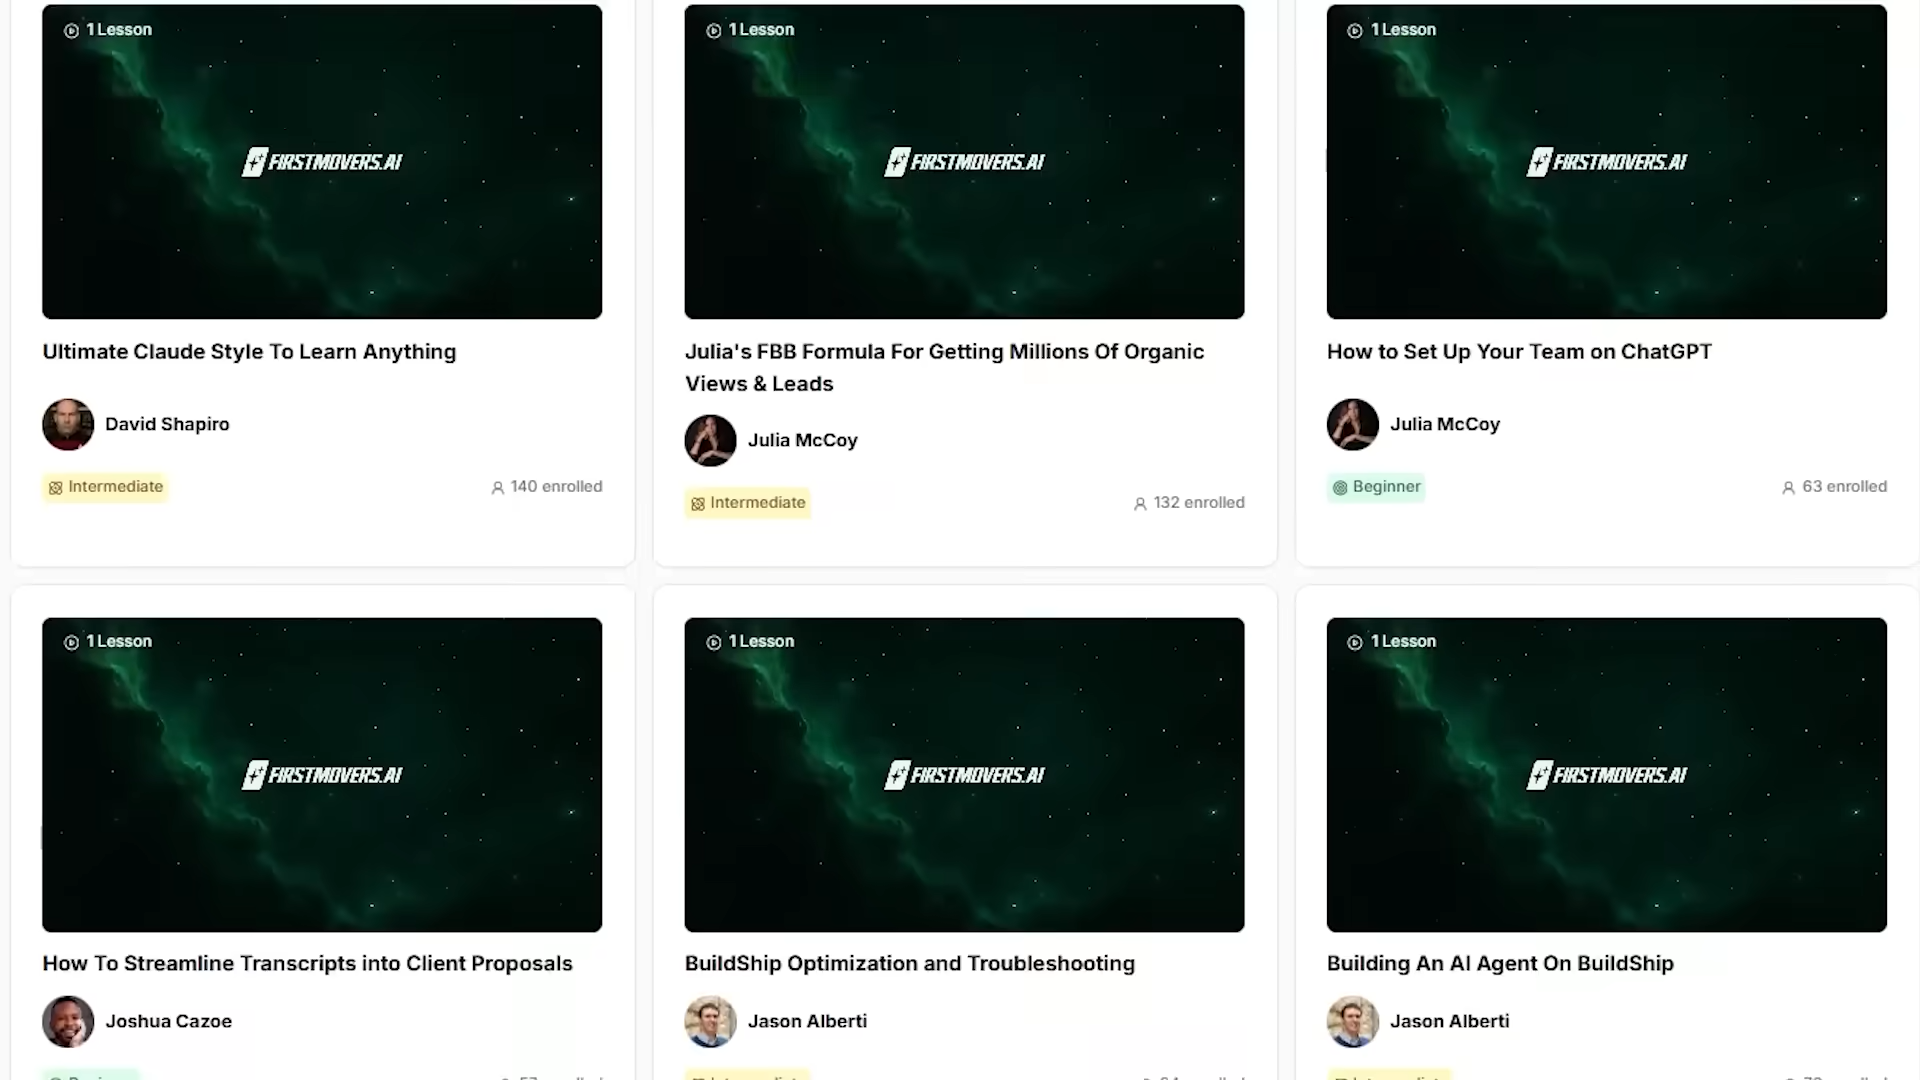 1 Lesson
FIRSTMOVERS.AI
Ultimate Claude Style To Learn Anything
David Shapiro
Intermediate
140 enrolled
1 Lesson
FIRSTMOVERS.AI
Julia's FBB Formula For Getting Millions Of Organic
Views & Leads
Julia McCoy
Intermediate
132 enrolled
1 Lesson
FIRSTMOVERS.AI
How to Set Up Your Team on ChatGPT
Julia McCoy
Beginner
63 enrolled
1 Lesson
FIRSTMOVERS.AI
How To Streamline Transcripts into Client Proposals
Joshua Cazoe
1 Lesson
FIRSTMOVERS.AI
BuildShip Optimization and Troubleshooting
Jason Alberti
1 Lesson
FIRSTMOVERS.AI
Building An AI Agent On BuildShip
Jason Alberti